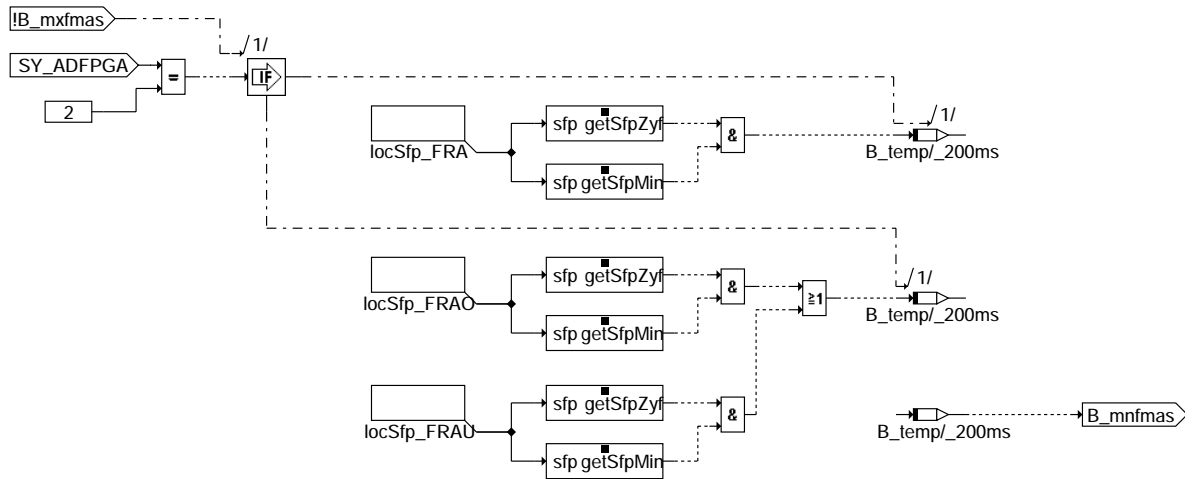 !B_mxfmas
/1/
SY_ADFPGA
=
IF
2
/1/
sfp getSfpZyf
&
locSfp_FRA
B_temp/_200ms
sfp getSfpMin
/1/
sfp getSfpZyf
&
≥1
locSfp_FRAO
B_temp/_200ms
sfp getSfpMin
sfp getSfpZyf
&
B_mnfmas
locSfp_FRAU
B_temp/_200ms
sfp getSfpMin